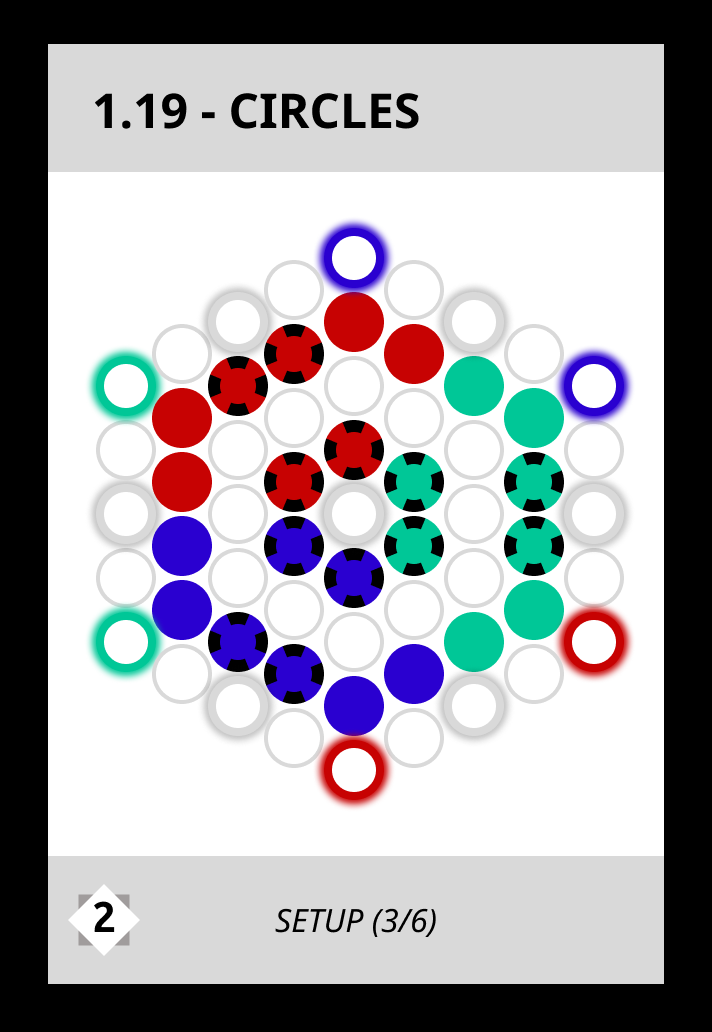 1.19 - CIRCLES
2
SETUP (3/6)